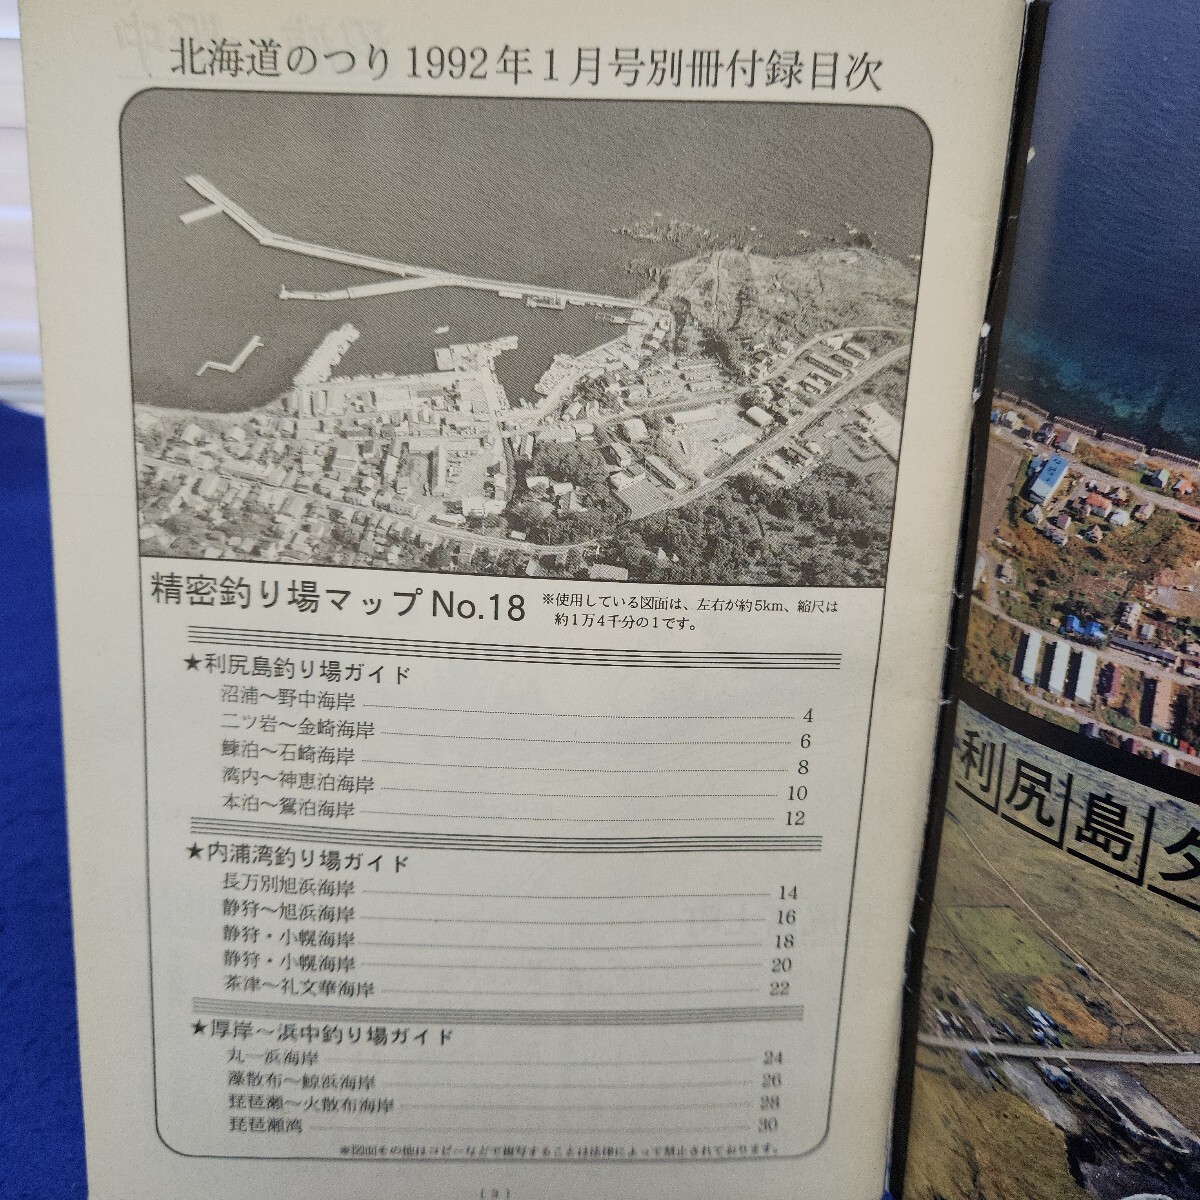 北海道のつり 1992年1月号別冊付録目次
精密釣り場マップ No.18
※使用している図面は、左右が約5km、縮尺は
約1万4千分の1です。
★利尻島釣り場ガイド
沼浦〜野中海岸 4
二ツ岩〜金崎海岸 6
鰊泊〜石崎海岸 8
湾内〜神恵泊海岸 10
本泊〜鴛泊海岸 12
★内浦湾釣り場ガイド
長万別旭浜海岸 14
静狩〜旭浜海岸 16
静狩・小幌海岸 18
静狩・小幌海岸 20
茶津〜礼文華海岸 22
★厚岸〜浜中釣り場ガイド
丸一浜海岸 24
藻散布〜鯨浜海岸 26
琵琶瀬〜火散布海岸 28
琵琶瀬湾 30
利尻島